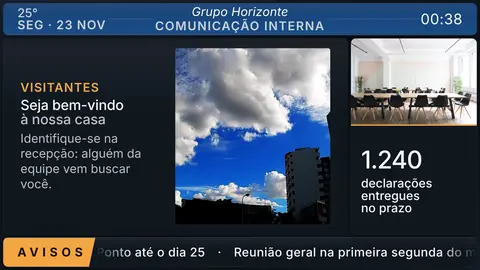 25°
SEG · 23 NOV
Grupo Horizonte
COMUNICAÇÃO INTERNA
00:38
VISITANTES
Seja bem-vindo
à nossa casa
Identifique-se na
recepção: alguém da
equipe vem buscar
você.
1.240
declarações
entregues
no prazo
AVISOS
Ponto até o dia 25 · Reunião geral na primeira segunda do